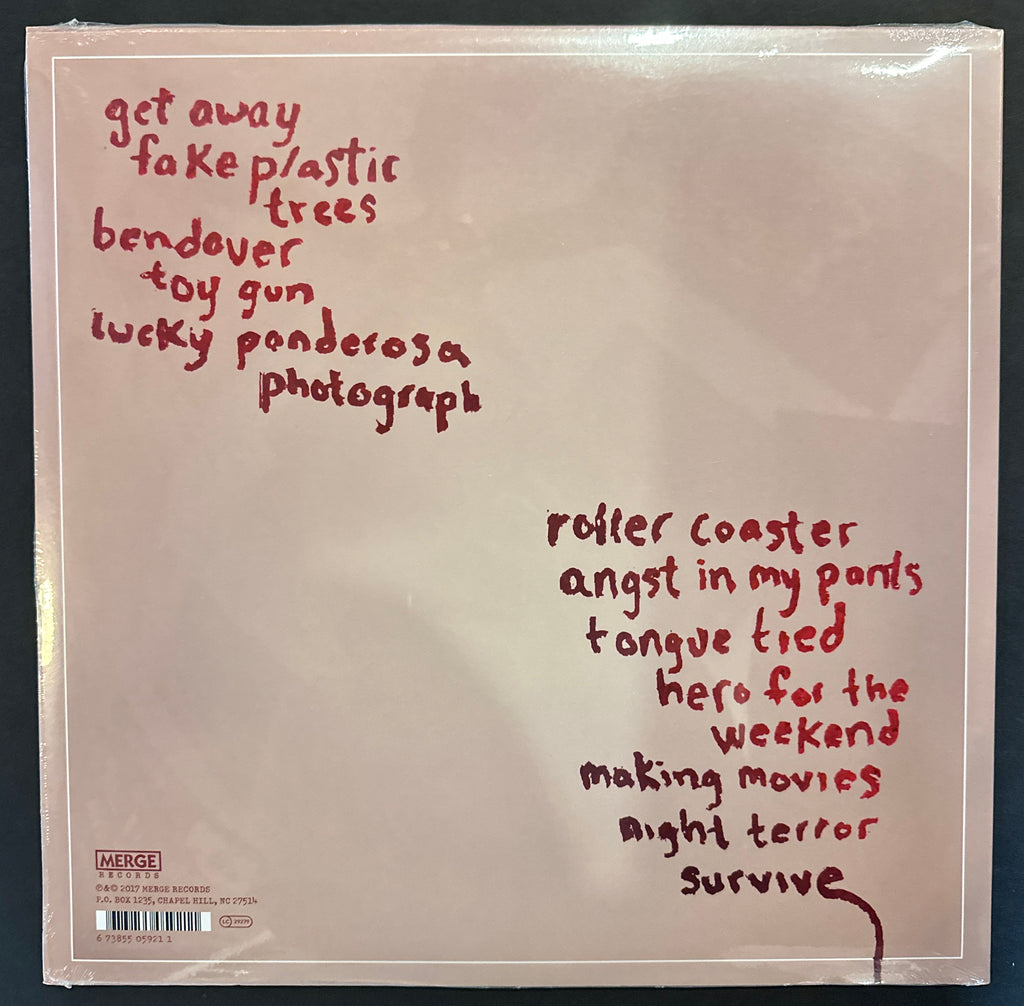 get away
fake plastic
trees
bendover
toy gun
lucky ponderosa
photograph
roller coaster
angst in my pants
tongue tied
hero for the
weekend
making movies
night terror
survive
MERGE
RECORDS
℗&© 2017 MERGE RECORDS
P.O. BOX 1235, CHAPEL HILL, NC 27514
LC 29279
6 73855 05921 1